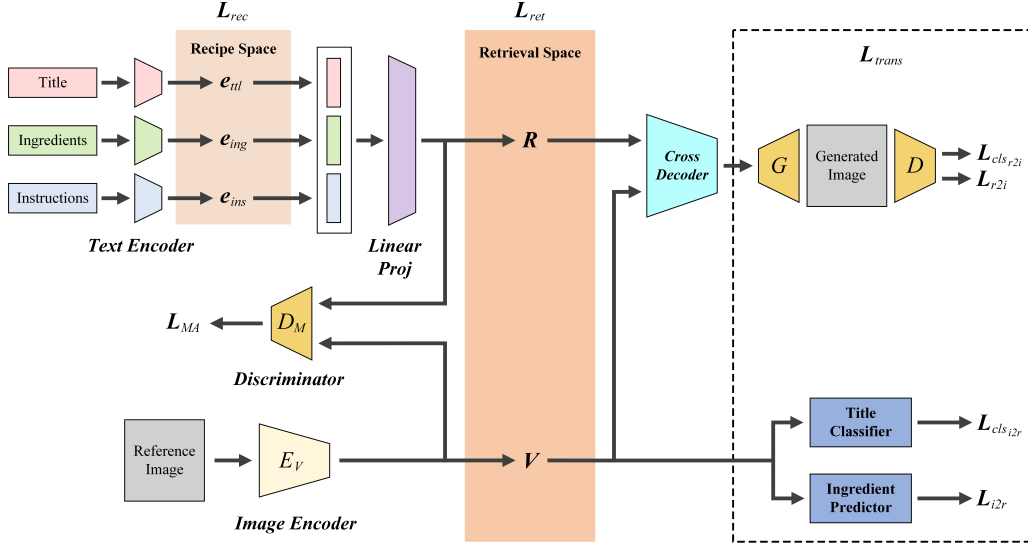 L_rec
L_ret
Recipe Space
Retrieval Space
L_trans
Title
e_ttl
Ingredients
e_ing
R
Cross
Decoder
G
Generated
Image
D
L_cls_r2i
L_r2i
Instructions
e_ins
Text Encoder
Linear
Proj
L_MA
D_M
Discriminator
Reference
Image
E_V
V
Image Encoder
Title
Classifier
L_cls_i2r
Ingredient
Predictor
L_i2r